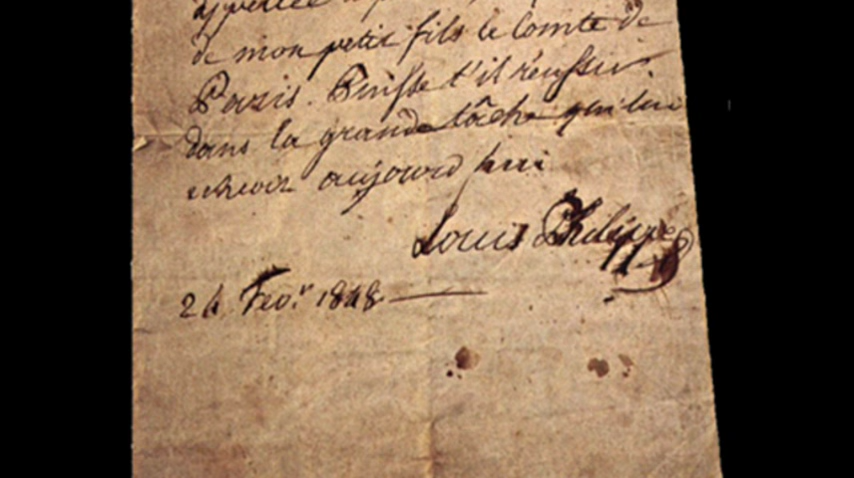 de mon petit fils le Comte de
Paris. Puisse t'il réussir
dans la grande tâche qui lui
echeoir aujourd'hui
Louis Philippe
24 Fevr. 1848